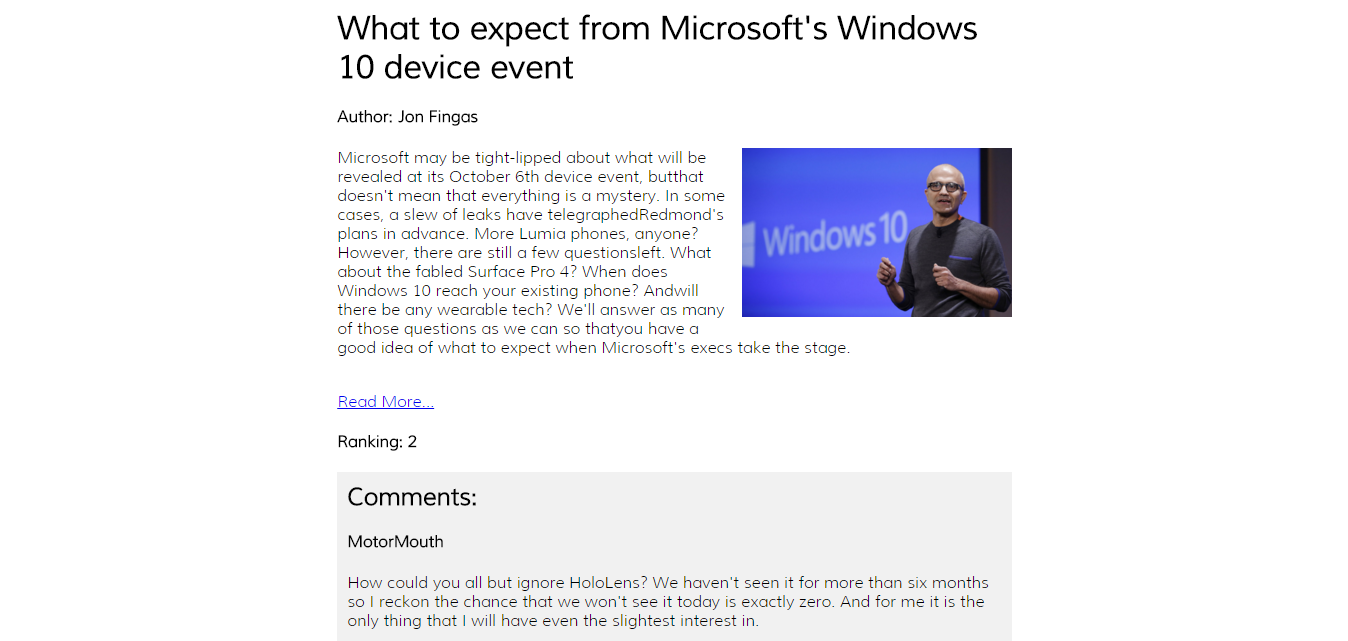 What to expect from Microsoft's Windows
10 device event
Author: Jon Fingas
Microsoft may be tight-lipped about what will be
revealed at its October 6th device event, butthat
doesn't mean that everything is a mystery. In some
cases, a slew of leaks have telegraphedRedmond's
plans in advance. More Lumia phones, anyone?
However, there are still a few questionsleft. What
about the fabled Surface Pro 4? When does
Windows 10 reach your existing phone? Andwill
there be any wearable tech? We'll answer as many
of those questions as we can so thatyou have a
good idea of what to expect when Microsoft's execs take the stage.
Windows 10
Read More...
Ranking: 2
Comments:
MotorMouth
How could you all but ignore HoloLens? We haven't seen it for more than six months
so I reckon the chance that we won't see it today is exactly zero. And for me it is the
only thing that I will have even the slightest interest in.